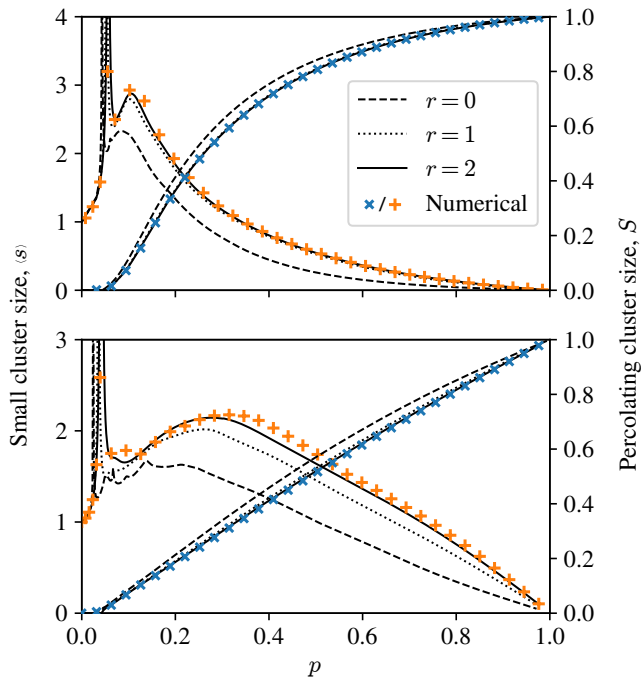 4
3
2
1
0
1.0
0.8
0.6
0.4
0.2
0.0
r = 0
r = 1
r = 2
×/+ Numerical
Small cluster size, ⟨s⟩
Percolating cluster size, S
3
2
1
0
1.0
0.8
0.6
0.4
0.2
0.0
0.0 0.2 0.4 0.6 0.8 1.0
p